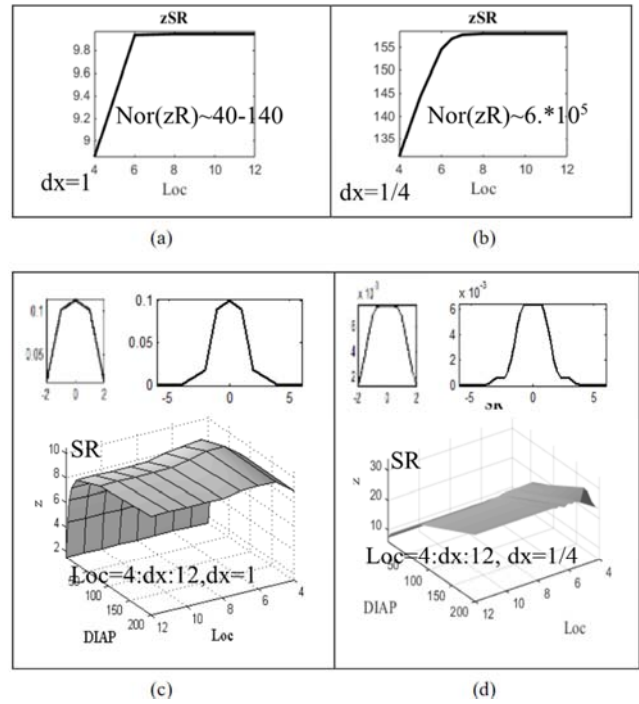 zSR
9.8
9.6
9.4
9.2
9
Nor(zR)~40-140
4 6 8 10 12
dx=1
Loc
(a)
zSR
155
150
145
140
135
Nor(zR)~6.*10⁵
4 6 8 10 12
dx=1/4
Loc
(b)
0.1
0.05
-2 0 2
0.1
0.05
0
-5 0 5
SR
10
8
6
4
2
z
Loc=4:dx:12,dx=1
50
100
150
200
DIAP
12 10 8 6 4
Loc
(c)
× 10⁻³
4
2
-2 0 2
× 10⁻³
6
4
2
0
-5 0 5
SR
SR
30
20
10
z
Loc=4:dx:12, dx=1/4
50
100
150
200
DIAP
12 10 8 6 4
Loc
(d)